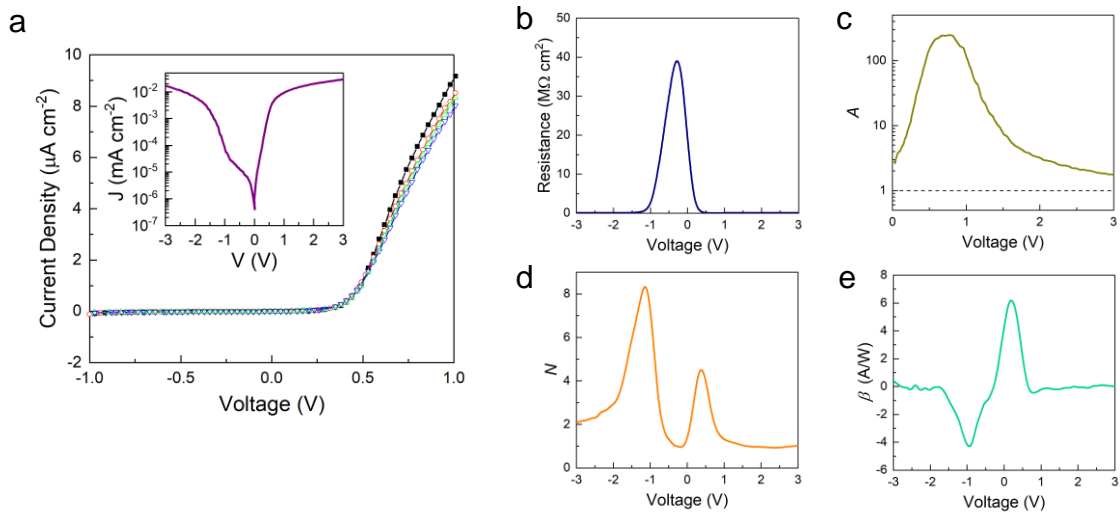 a
Current Density (µA cm⁻²)
10
8
6
4
2
0
-2
-1.0 -0.5 0.0 0.5 1.0
Voltage (V)
J (mA cm⁻²)
10⁻²
10⁻³
10⁻⁴
10⁻⁵
10⁻⁶
10⁻⁷
-3 -2 -1 0 1 2 3
V (V)
b
Resistance (MΩ cm²)
50
40
30
20
10
0
-3 -2 -1 0 1 2 3
Voltage (V)
c
A
100
10
1
0 1 2 3
Voltage (V)
d
N
8
6
4
2
0
-3 -2 -1 0 1 2 3
Voltage (V)
e
β (A/W)
8
6
4
2
0
-2
-4
-6
-3 -2 -1 0 1 2 3
Voltage (V)